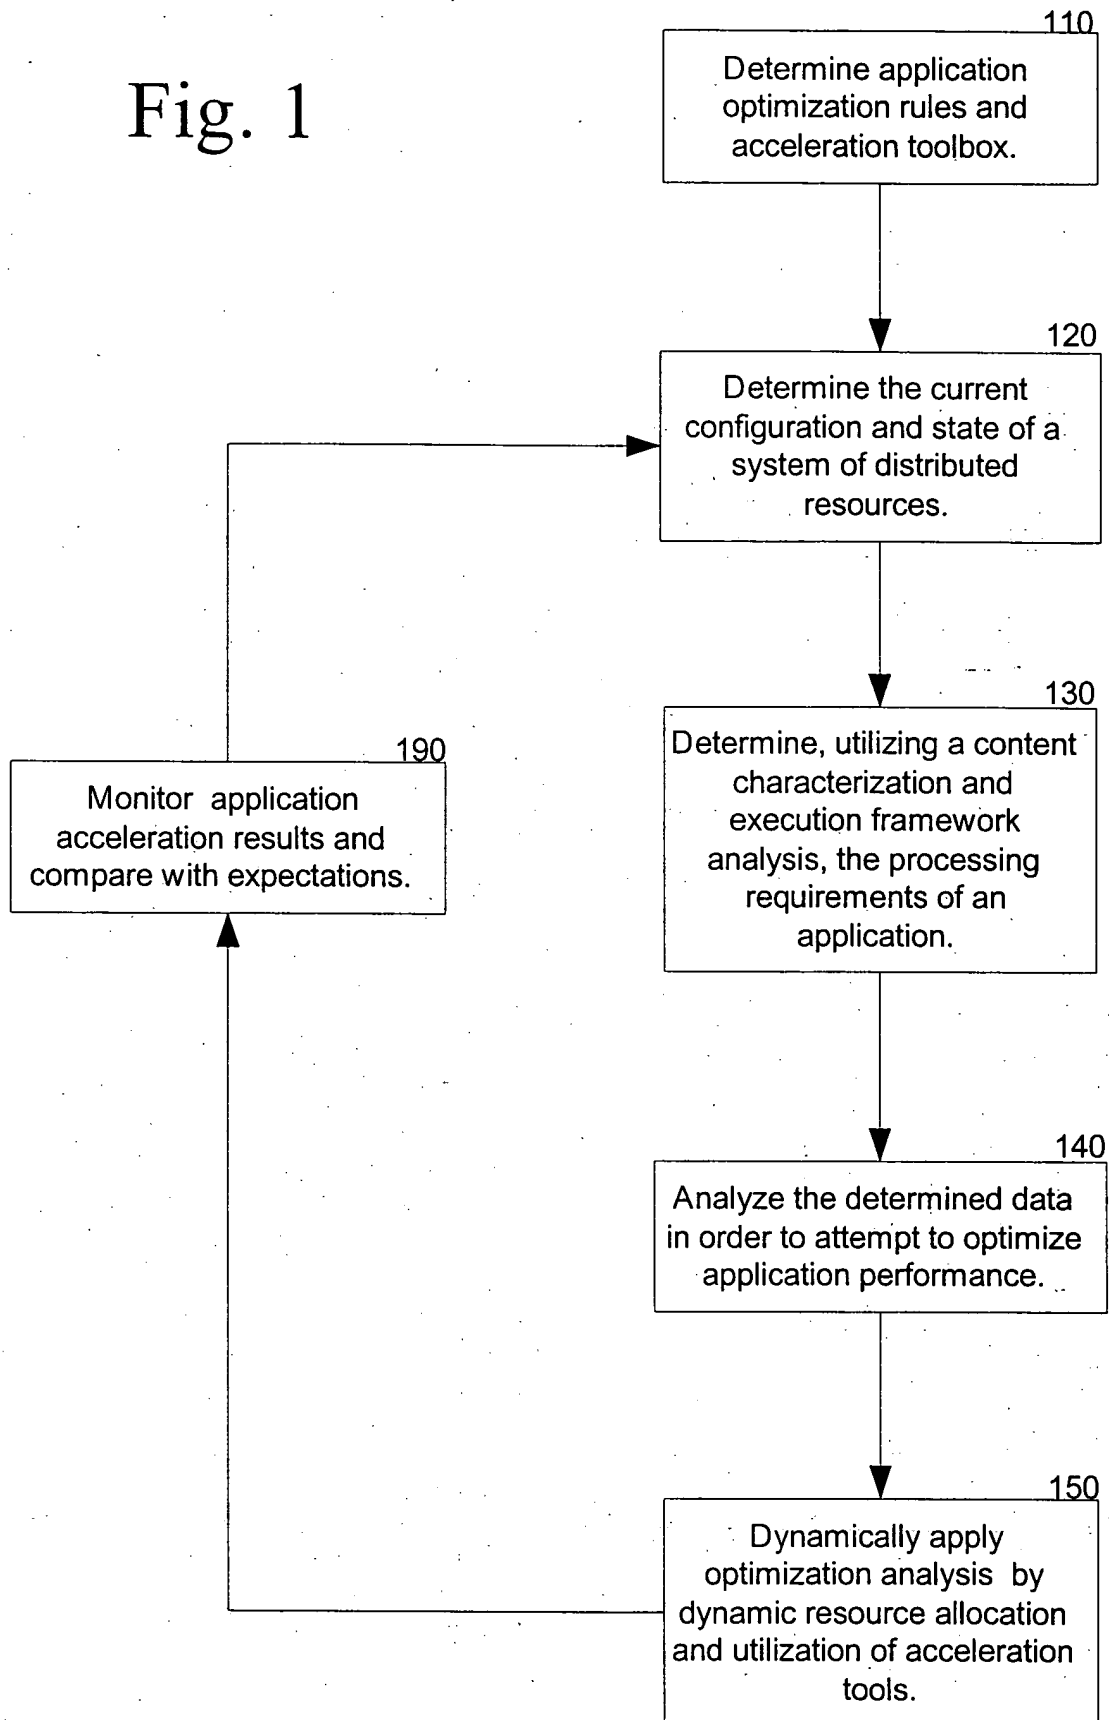 Fig. 1
110
Determine application
optimization rules and
acceleration toolbox.
120
Determine the current
configuration and state of a
system of distributed
resources.
130
Determine, utilizing a content
characterization and
execution framework
analysis, the processing
requirements of an
application.
190
Monitor application
acceleration results and
compare with expectations.
140
Analyze the determined data
in order to attempt to optimize
application performance.
150
Dynamically apply
optimization analysis by
dynamic resource allocation
and utilization of acceleration
tools.